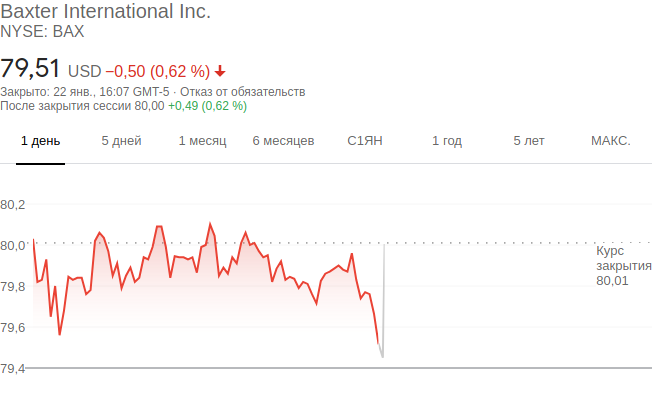 Baxter International Inc.
NYSE: BAX
79,51 USD −0,50 (0,62 %)
Закрыто: 22 янв., 16:07 GMT-5 · Отказ от обязательств
После закрытия сессии 80,00 +0,49 (0,62 %)
1 день 5 дней 1 месяц 6 месяцев С1ЯН 1 год 5 лет МАКС.
80,2
80,0
79,8
79,6
79,4
Курс
закрытия
80,01